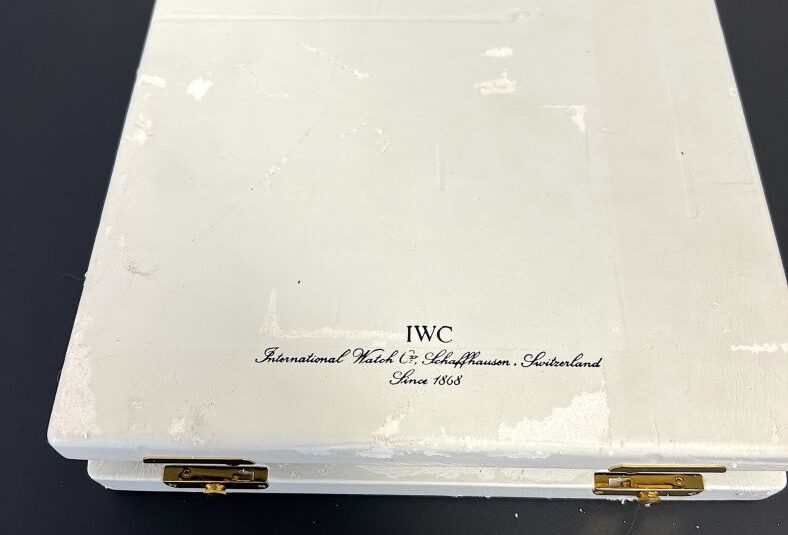 IWC
International Watch Co., Schaffhausen, Switzerland
Since 1868